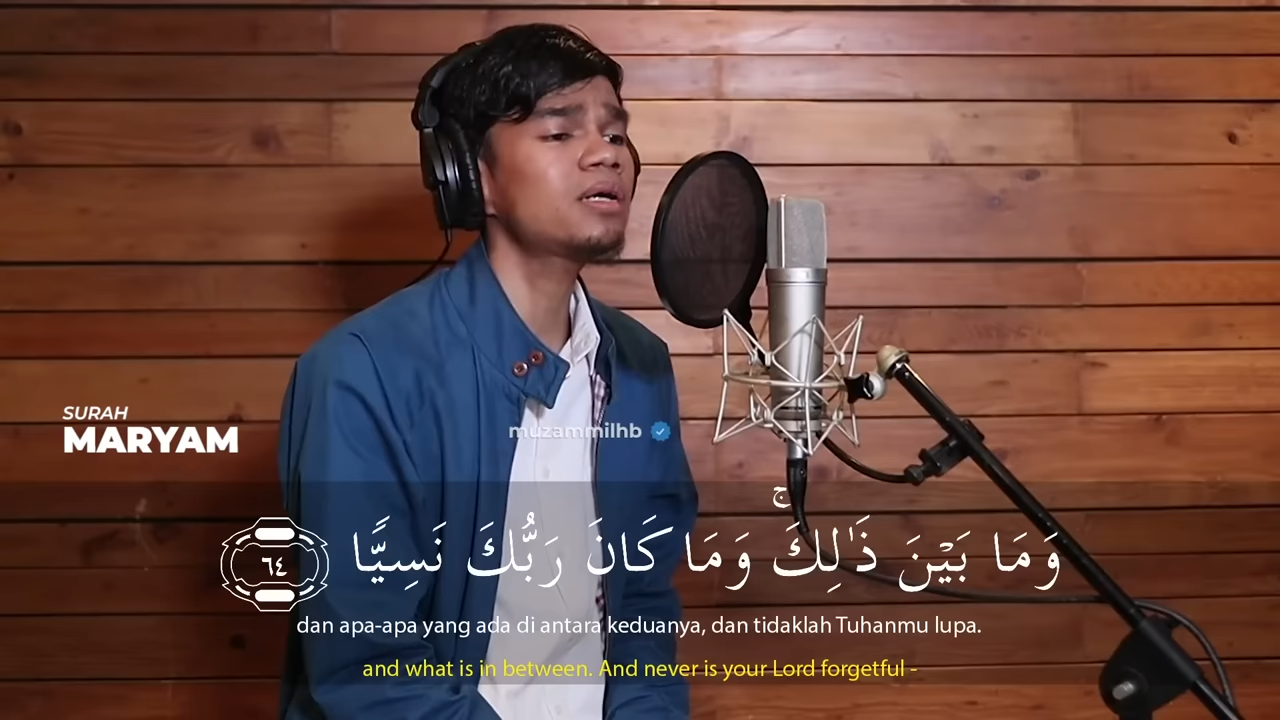 SURAH
MARYAM
muzammilhb
وَمَا بَيْنَ ذَٰلِكَ ۚ وَمَا كَانَ رَبُّكَ نَسِيًّا ٦٤
dan apa-apa yang ada di antara keduanya, dan tidaklah Tuhanmu lupa.
and what is in between. And never is your Lord forgetful -